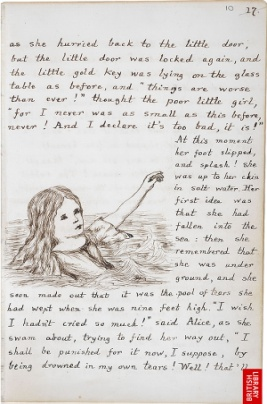 10 27.
as she hurried back to the little door,
but the little door was locked again, and
the little gold key was lying on the glass
table as before, and "things are worse
than ever!" thought the poor little girl,
"for I never was as small as this before,
never! And I declare it's too bad, it is!"
At this moment
her foot slipped,
and splash! she
was up to her chin
in salt water. Her
first idea was
that she had
fallen into the
sea: then she
remembered that
she was under
ground, and she
soon made out that it was the pool of tears she
had wept when she was nine feet high. "I wish
I hadn't cried so much!" said Alice, as she
swam about, trying to find her way out, "I
shall be punished for it now, I suppose, by
being drowned in my own tears! Well! that'll
BRITISH
LIBRARY